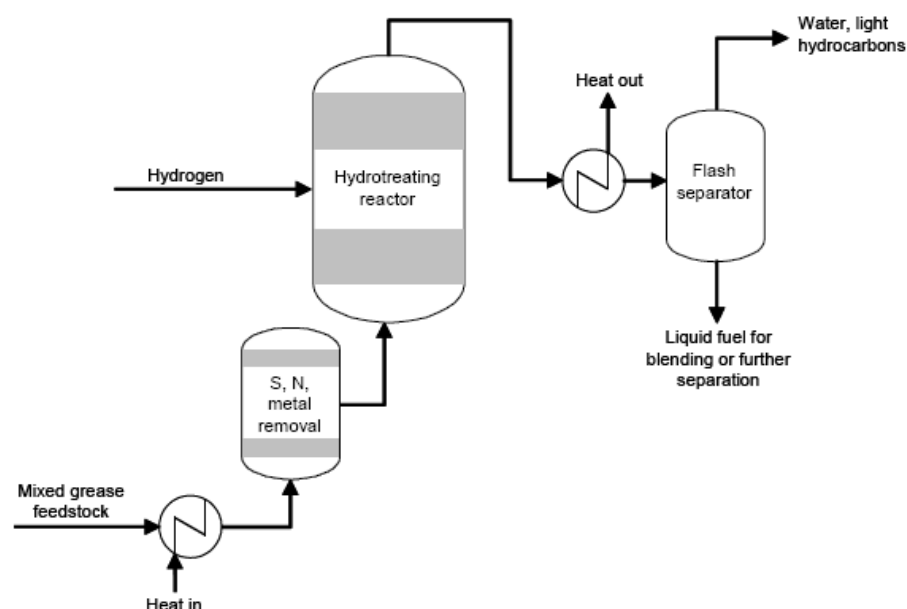 Water, light
hydrocarbons
Heat out
Hydrogen
Hydrotreating
reactor
Flash
separator
Liquid fuel for
blending or further
separation
S, N,
metal
removal
Mixed grease
feedstock
Heat in